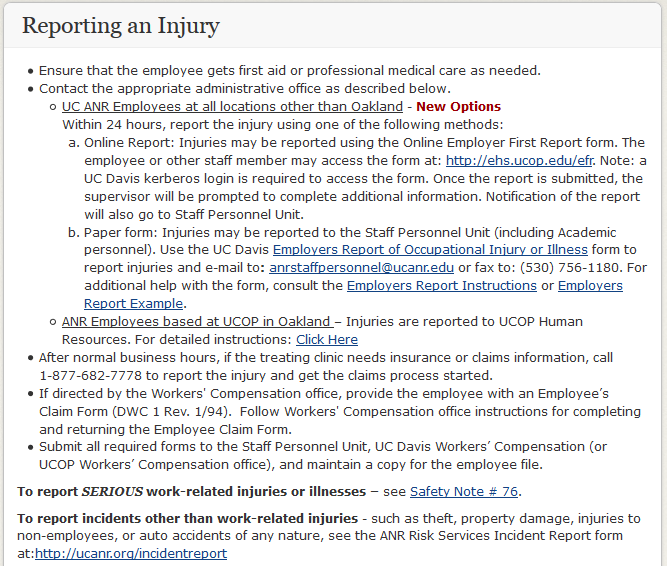 Reporting an Injury
• Ensure that the employee gets first aid or professional medical care as needed.
• Contact the appropriate administrative office as described below.
o UC ANR Employees at all locations other than Oakland - New Options
Within 24 hours, report the injury using one of the following methods:
a. Online Report: Injuries may be reported using the Online Employer First Report form. The
employee or other staff member may access the form at: http://ehs.ucop.edu/efr. Note: a
UC Davis kerberos login is required to access the form. Once the report is submitted, the
supervisor will be prompted to complete additional information. Notification of the report
will also go to Staff Personnel Unit.
b. Paper form: Injuries may be reported to the Staff Personnel Unit (including Academic
personnel). Use the UC Davis Employers Report of Occupational Injury or Illness form to
report injuries and e-mail to: anrstaffpersonnel@ucanr.edu or fax to: (530) 756-1180. For
additional help with the form, consult the Employers Report Instructions or Employers
Report Example.
o ANR Employees based at UCOP in Oakland – Injuries are reported to UCOP Human
Resources. For detailed instructions: Click Here
• After normal business hours, if the treating clinic needs insurance or claims information, call
1-877-682-7778 to report the injury and get the claims process started.
• If directed by the Workers' Compensation office, provide the employee with an Employee’s
Claim Form (DWC 1 Rev. 1/94).  Follow Workers' Compensation office instructions for completing
and returning the Employee Claim Form.
• Submit all required forms to the Staff Personnel Unit, UC Davis Workers’ Compensation (or
UCOP Workers’ Compensation office), and maintain a copy for the employee file.
To report SERIOUS work-related injuries or illnesses – see Safety Note # 76.
To report incidents other than work-related injuries - such as theft, property damage, injuries to
non-employees, or auto accidents of any nature, see the ANR Risk Services Incident Report form
at:http://ucanr.org/incidentreport